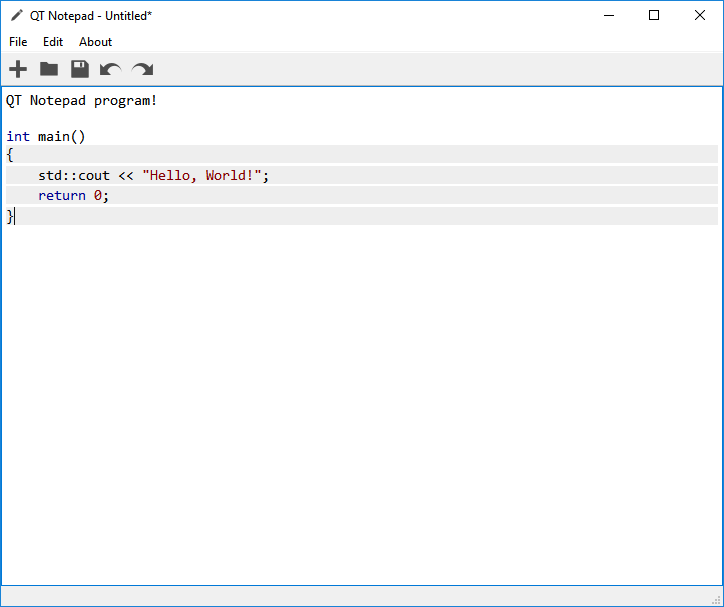 QT Notepad - Untitled*
File Edit About
QT Notepad program!

int main()
{
    std::cout << "Hello, World!";
    return 0;
}